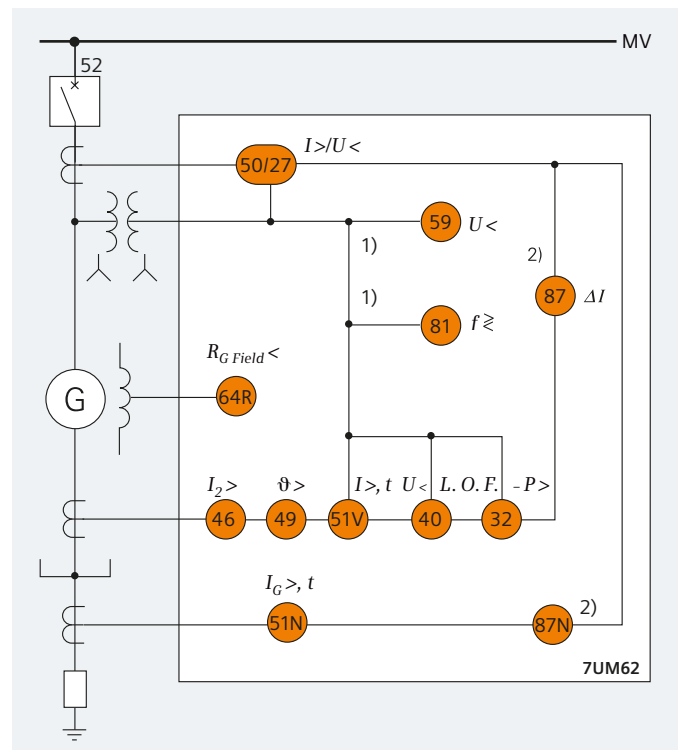 MV
52
I>/U<
50/27
59 U<
1)
2)
87 ΔI
1)
81 f≷
R_G Field <
G
64R
I₂> ϑ> I>, t U< L. O. F. –P>
46 49 51V 40 32
I_G>, t
2)
51N 87N
7UM62